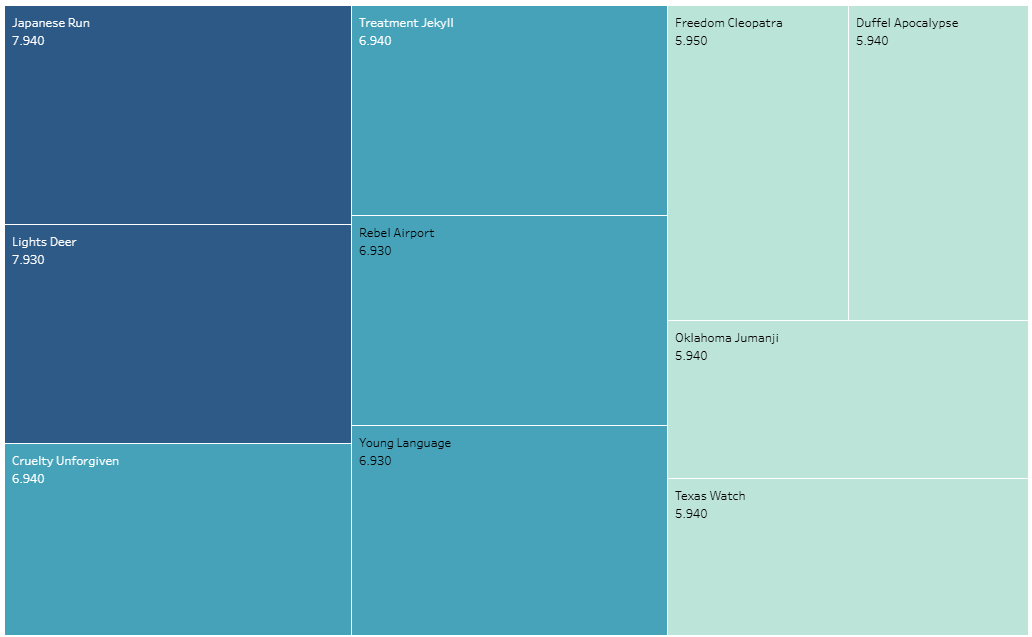 Japanese Run
7.940
Lights Deer
7.930
Cruelty Unforgiven
6.940
Treatment Jekyll
6.940
Rebel Airport
6.930
Young Language
6.930
Freedom Cleopatra
5.950
Duffel Apocalypse
5.940
Oklahoma Jumanji
5.940
Texas Watch
5.940